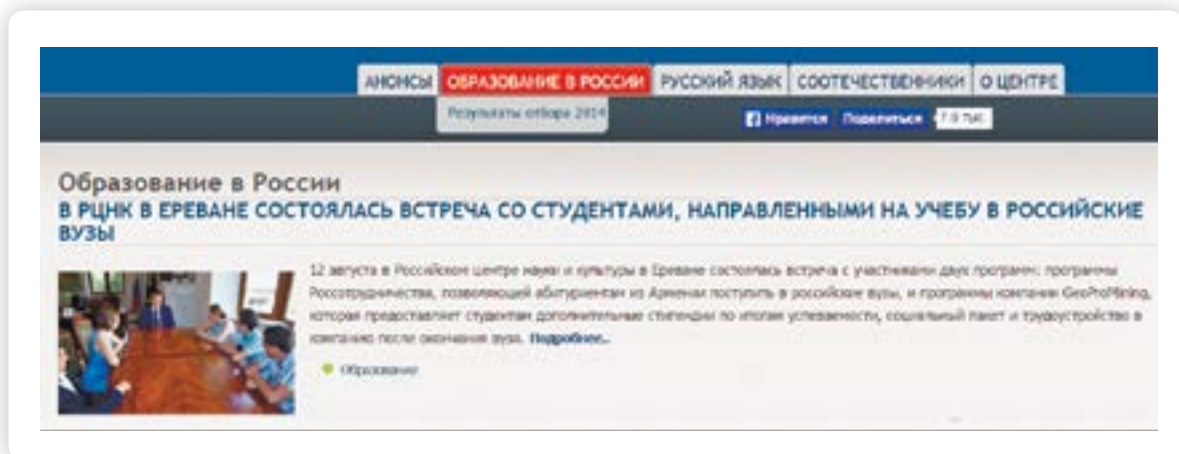 АНОНСЫ ОБРАЗОВАНИЕ В РОССИИ РУССКИЙ ЯЗЫК СООТЕЧЕСТВЕННИКИ О ЦЕНТРЕ
Результаты отбора 2014 Нравится Поделиться
Образование в России
В РЦНК В ЕРЕВАНЕ СОСТОЯЛАСЬ ВСТРЕЧА СО СТУДЕНТАМИ, НАПРАВЛЕННЫМИ НА УЧЕБУ В РОССИЙСКИЕ
ВУЗЫ
12 августа в Российском центре науки и культуры в Ереване состоялась встреча с участниками двух программ: программы
Россотрудничества, позволяющей абитуриентам из Армении поступить в российские вузы, и программы компании GeoProMining,
которая предоставляет студентам дополнительные стипендии по итогам успеваемости, социальный пакет и трудоустройство в
компанию после окончания вуза. Подробнее..
Образование